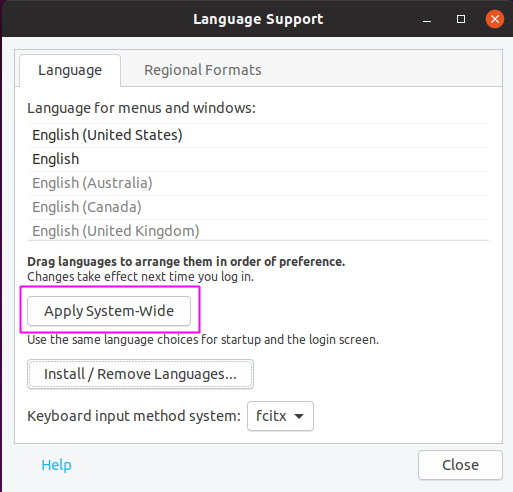 Language Support
Language
Regional Formats
Language for menus and windows:
English (United States)
English
English (Australia)
English (Canada)
English (United Kingdom)
Drag languages to arrange them in order of preference.
Changes take effect next time you log in.
Apply System-Wide
Use the same language choices for startup and the login screen.
Install / Remove Languages...
Keyboard input method system: fcitx
Help
Close